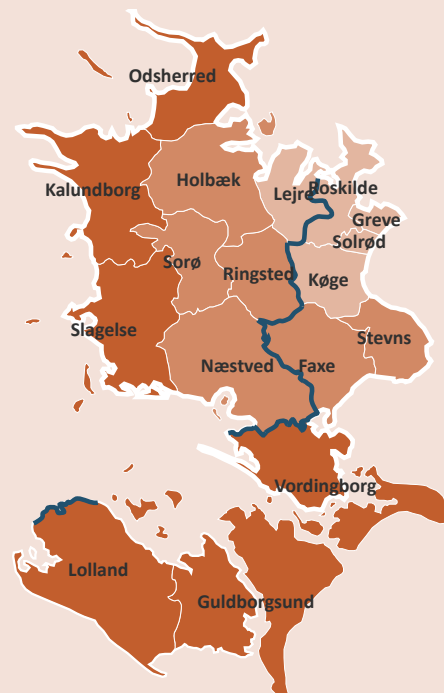 Odsherred
Holbæk
Kalundborg
Lejre
Roskilde
Greve
Solrød
Sorø
Ringsted
Køge
Slagelse
Stevns
Næstved
Faxe
Vordingborg
Lolland
Guldborgsund